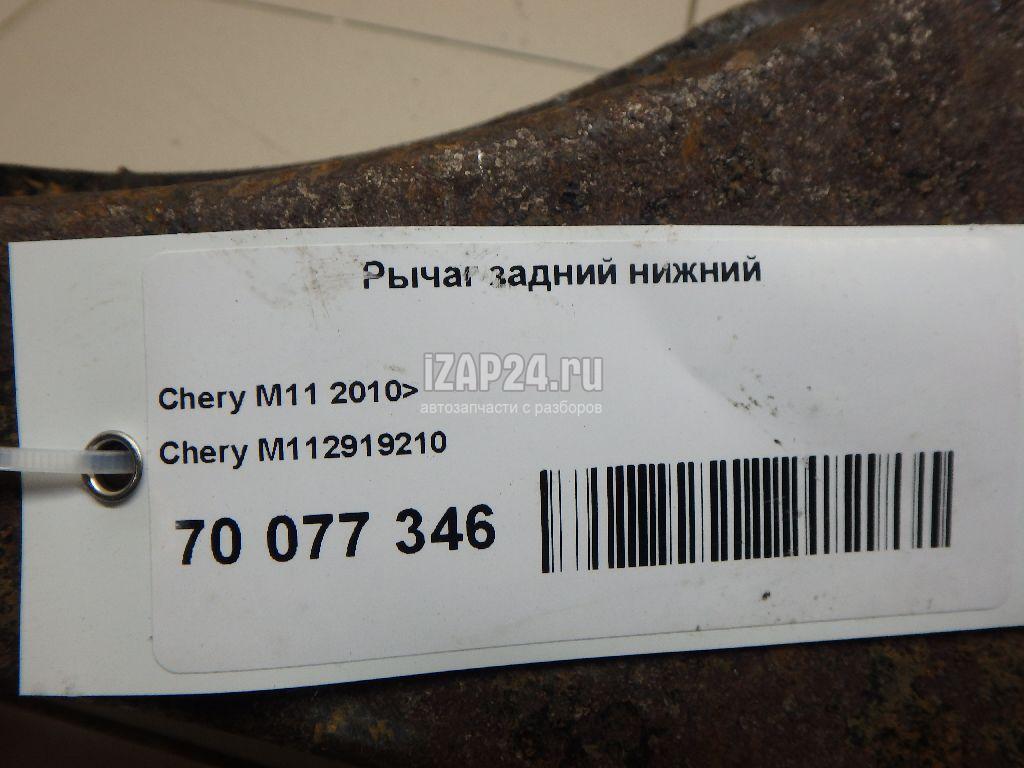 Рычаг задний нижний
iZAP24.ru
Chery M11 2010>
автозапчасти с разборов
Chery M112919210
70 077 346